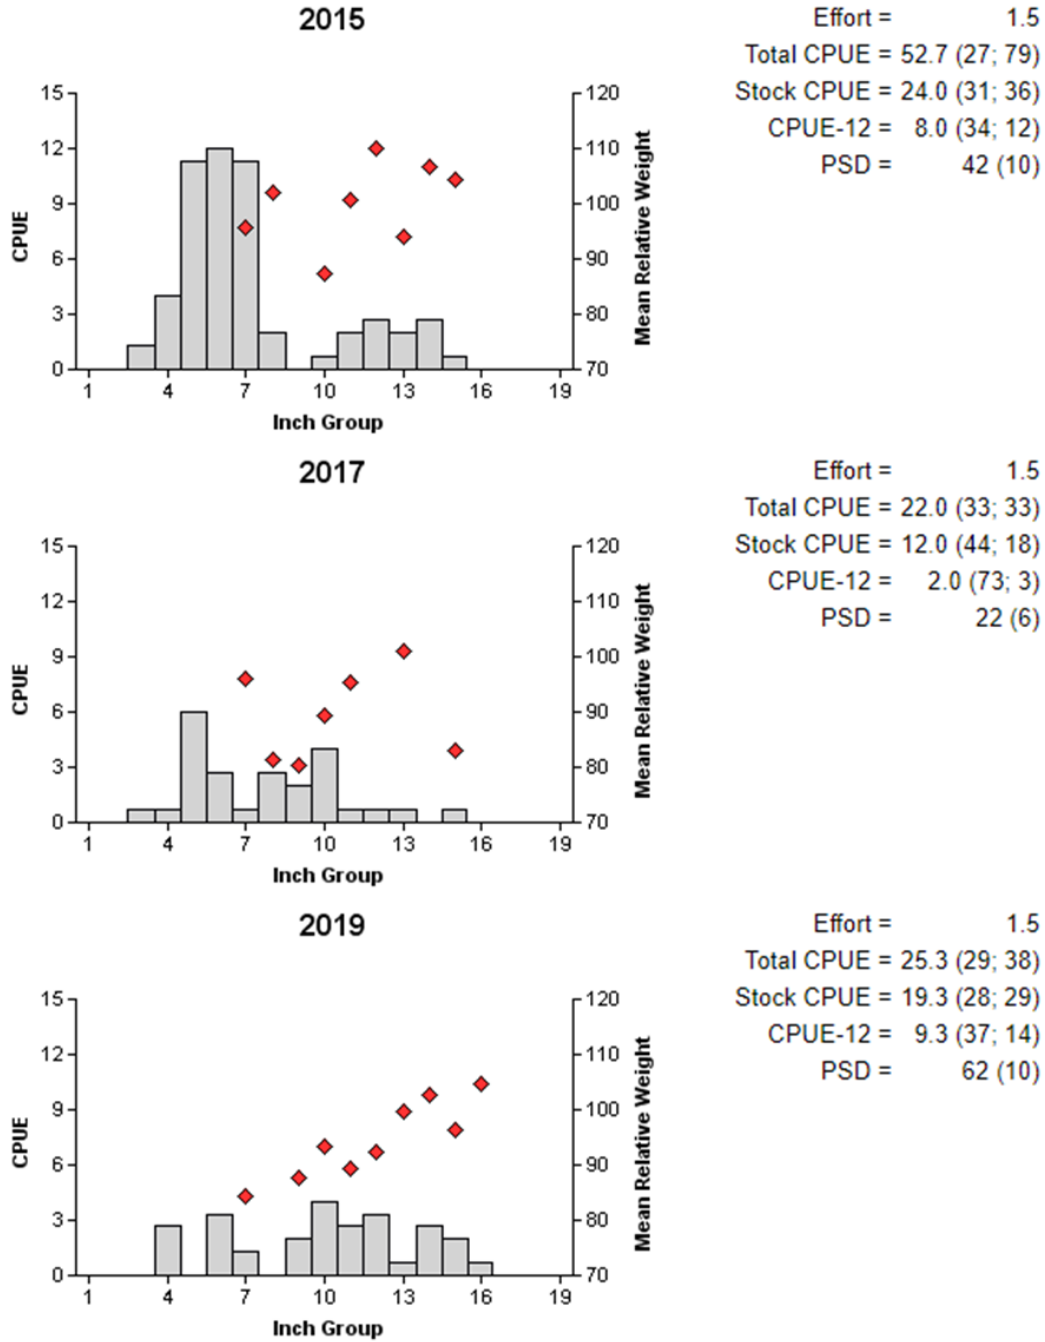 2015
Effort = 1.5
Total CPUE = 52.7 (27; 79)
Stock CPUE = 24.0 (31; 36)
CPUE-12 = 8.0 (34; 12)
PSD = 42 (10)
15
12
9
6
3
0
CPUE
120
110
100
90
80
70
Mean Relative Weight
1 4 7 10 13 16 19
Inch Group
2017
Effort = 1.5
Total CPUE = 22.0 (33; 33)
Stock CPUE = 12.0 (44; 18)
CPUE-12 = 2.0 (73; 3)
PSD = 22 (6)
15
12
9
6
3
0
CPUE
120
110
100
90
80
70
Mean Relative Weight
1 4 7 10 13 16 19
Inch Group
2019
Effort = 1.5
Total CPUE = 25.3 (29; 38)
Stock CPUE = 19.3 (28; 29)
CPUE-12 = 9.3 (37; 14)
PSD = 62 (10)
15
12
9
6
3
0
CPUE
120
110
100
90
80
70
Mean Relative Weight
1 4 7 10 13 16 19
Inch Group